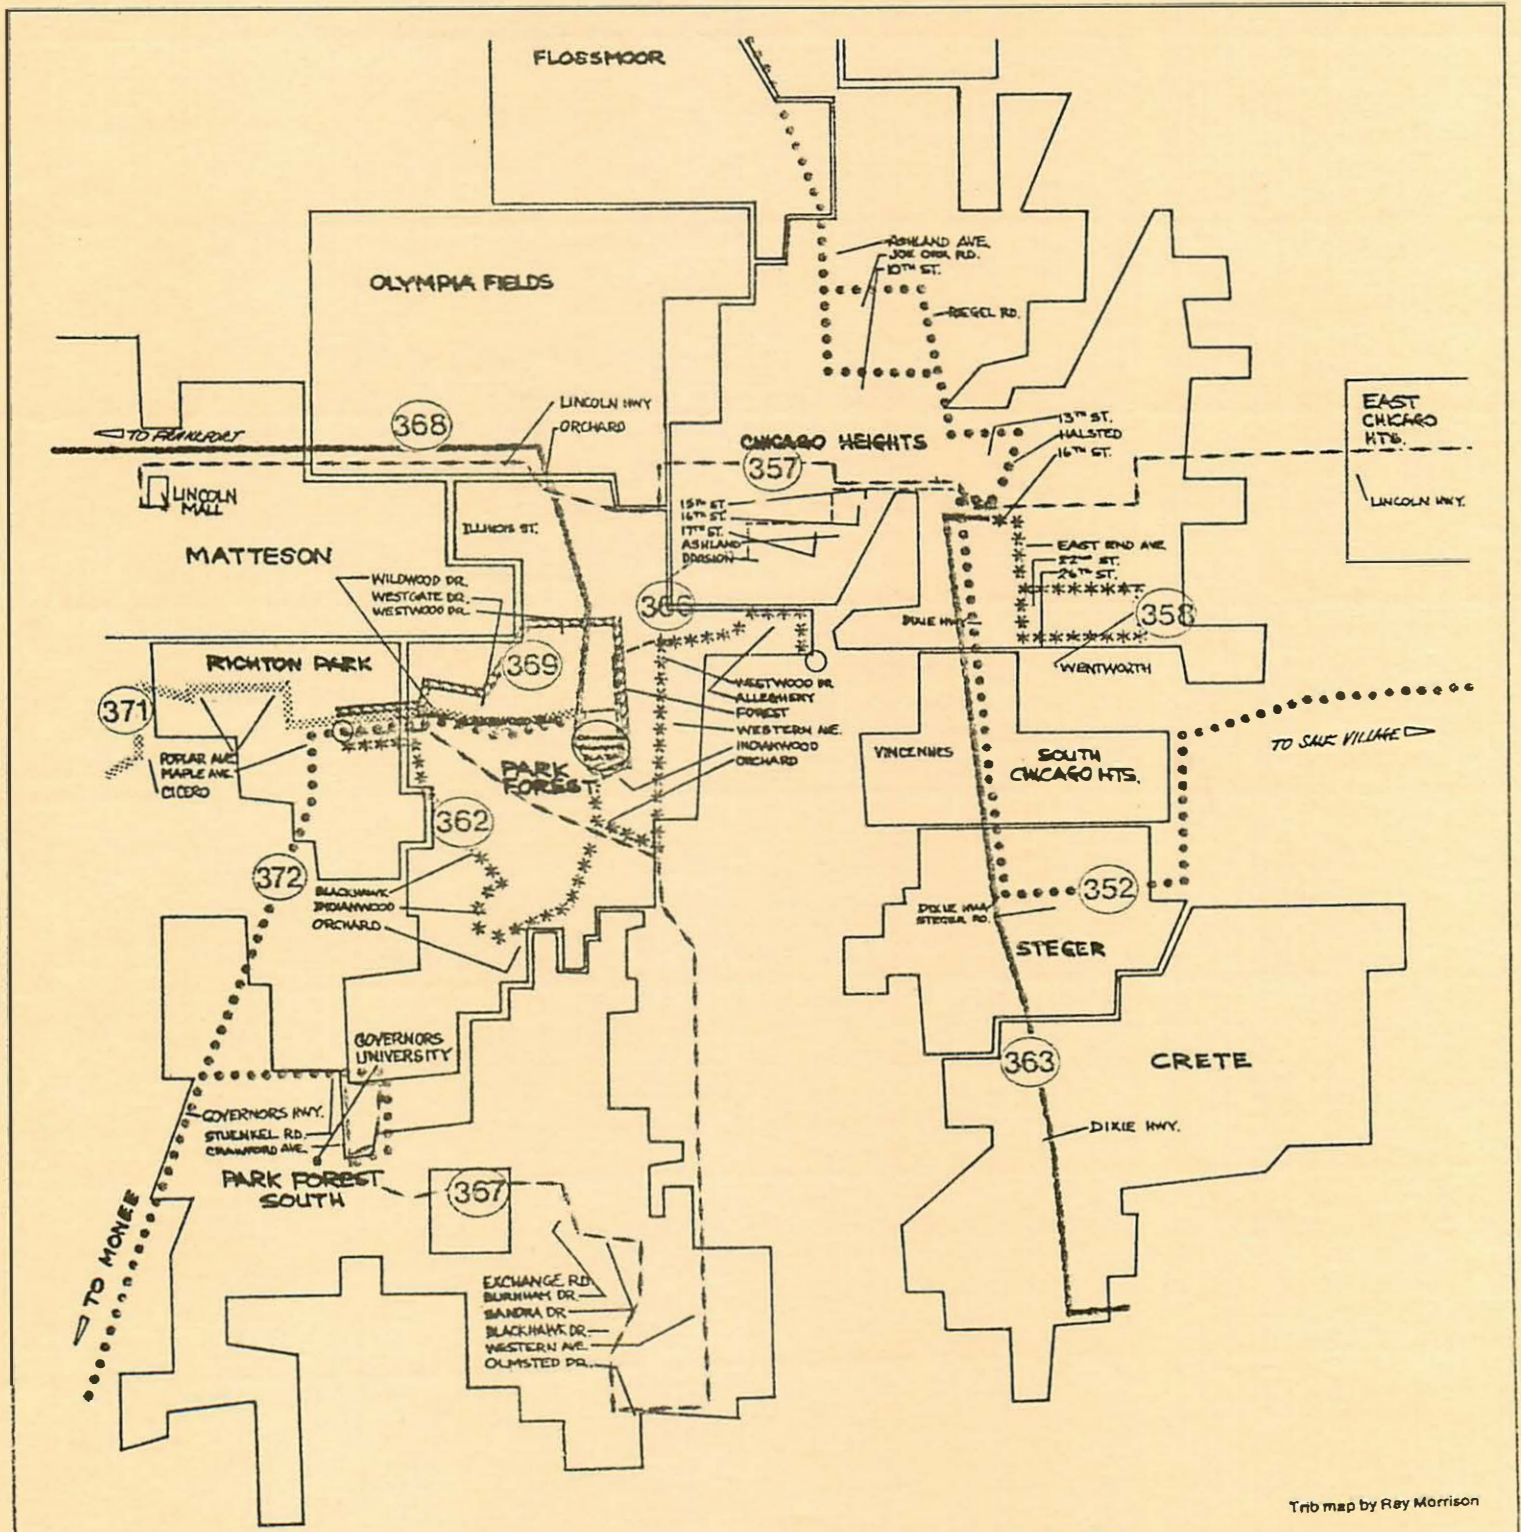 FLOSSMOOR
ASHLAND AVE.
JOE ORR RD.
10TH ST.
OLYMPIA FIELDS
RIEGEL RD.
LINCOLN HWY
ORCHARD
368
TO FRANKFORT
EAST
CHICAGO
HTS.
13TH ST.
HALSTED
16TH ST.
CHICAGO HEIGHTS
357
LINCOLN
MALL
LINCOLN HWY.
15TH ST.
16TH ST.
17TH ST.
ASHLAND
DIVISION
ILLINOIS ST.
MATTESON
EAST END AVE
22ND ST.
26TH ST.
WILDWOOD DR.
WESTGATE DR.
WESTWOOD DR.
366
358
DIXIE HWY
RICHTON PARK
369
WENTWORTH
WESTWOOD DR.
ALLEGHENY
FOREST
WESTERN AVE.
INDIANWOOD
ORCHARD
371
LAKEWOOD
TO SAUK VILLAGE
POPLAR AVE.
MAPLE AVE.
CICERO
PARK
FOREST
VINCENNES
SOUTH
CHICAGO HTS.
362
372
BLACKHAWK
INDIANWOOD
ORCHARD
352
DIXIE HWY
STEGER RD.
STEGER
GOVERNORS
UNIVERSITY
363
CRETE
GOVERNORS HWY.
STUENKEL RD.
CRAWFORD AVE.
DIXIE HWY.
PARK FOREST
SOUTH
367
TO MONEE
EXCHANGE RD
BURNHAM DR.
SANDRA DR
BLACKHAWK DR.
WESTERN AVE.
OLMSTED DR.
Trib map by Ray Morrison